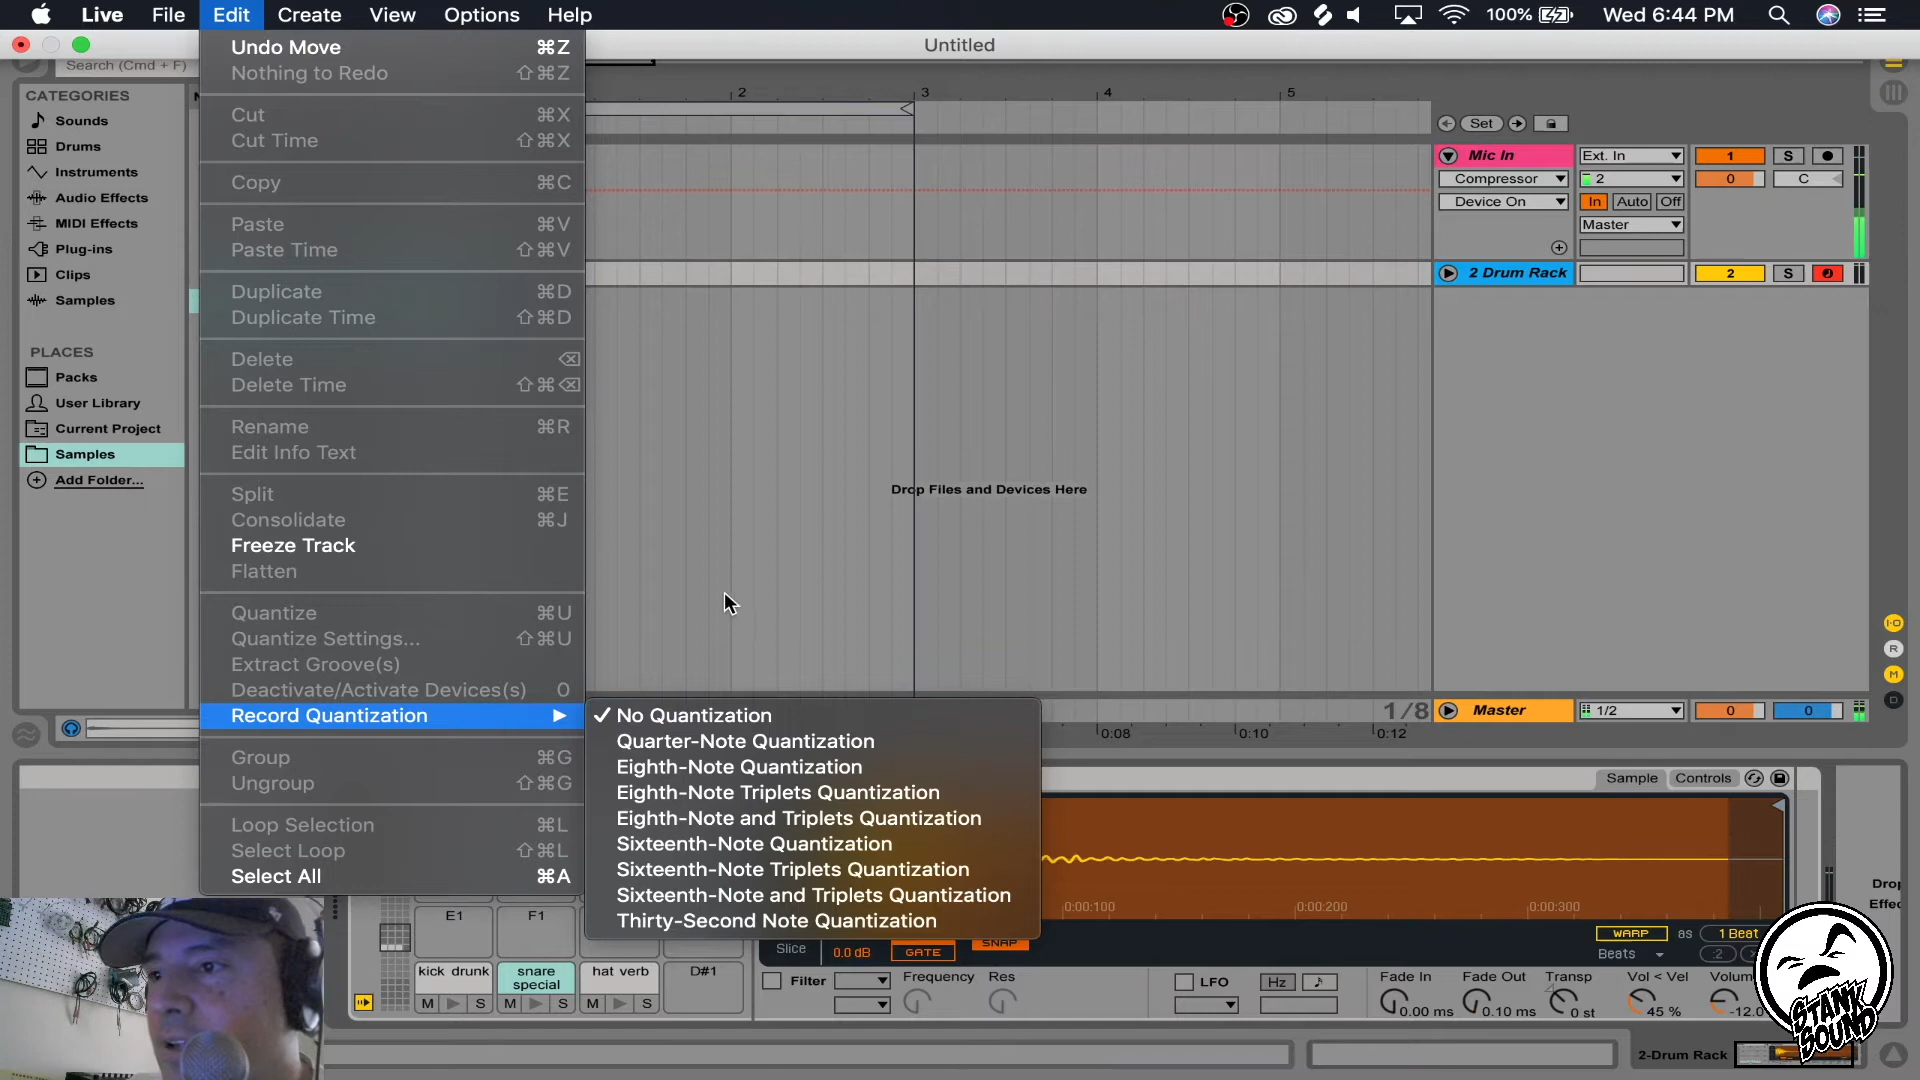 Live File Edit Create View Options Help 100% Wed 6:44 PM
Untitled
Search (Cmd + F)
CATEGORIES
Sounds
Drums
Instruments
Audio Effects
MIDI Effects
Plug-ins
Clips
Samples
PLACES
Packs
User Library
Current Project
Samples
Add Folder...
Undo Move ⌘Z
Nothing to Redo ⇧⌘Z
Cut ⌘X
Cut Time ⇧⌘X
Copy ⌘C
Paste ⌘V
Paste Time ⇧⌘V
Duplicate ⌘D
Duplicate Time ⇧⌘D
Delete ⌫
Delete Time ⇧⌘⌫
Rename ⌘R
Edit Info Text
Split ⌘E
Consolidate ⌘J
Freeze Track
Flatten
Quantize ⌘U
Quantize Settings... ⇧⌘U
Extract Groove(s)
Deactivate/Activate Devices(s) 0
Record Quantization
Group ⌘G
Ungroup ⇧⌘G
Loop Selection ⌘L
Select Loop ⇧⌘L
Select All ⌘A
✓ No Quantization
Quarter-Note Quantization
Eighth-Note Quantization
Eighth-Note Triplets Quantization
Eighth-Note and Triplets Quantization
Sixteenth-Note Quantization
Sixteenth-Note Triplets Quantization
Sixteenth-Note and Triplets Quantization
Thirty-Second Note Quantization
2 3 4 5
Set
Mic In Ext. In 1 S
Compressor 2 0 C
Device On In Auto Off
Master
2 Drum Rack 2 S
Drop Files and Devices Here
1/8 Master 1/2 0 0
0:08 0:10 0:12
I·O
R
M
D
Sample Controls
0:00:100 0:00:200 0:00:300
Drop
Effe
WARP as 1 Beat
Beats :2
Slice 0.0 dB GATE SNAP
Filter Frequency Res LFO Hz Fade In Fade Out Transp Vol < Vel Volum
0.00 ms 0.10 ms 0 st 45 % -12.0
E1 F1
kick drunk snare special hat verb D#1
M S M S M S
2-Drum Rack
STANK SOUND